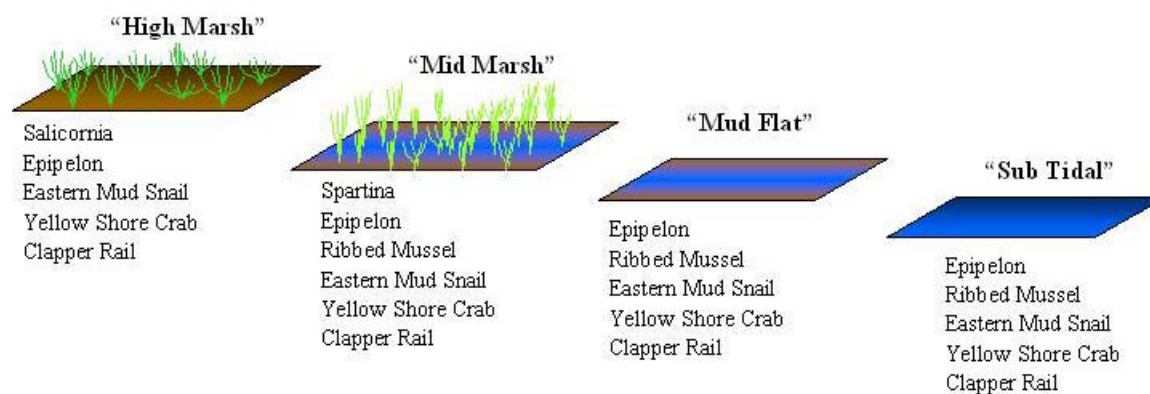 “High Marsh”
Salicornia
Epipelon
Eastern Mud Snail
Yellow Shore Crab
Clapper Rail
“Mid Marsh”
Spartina
Epipelon
Ribbed Mussel
Eastern Mud Snail
Yellow Shore Crab
Clapper Rail
“Mud Flat”
Epipelon
Ribbed Mussel
Eastern Mud Snail
Yellow Shore Crab
Clapper Rail
“Sub Tidal”
Epipelon
Ribbed Mussel
Eastern Mud Snail
Yellow Shore Crab
Clapper Rail